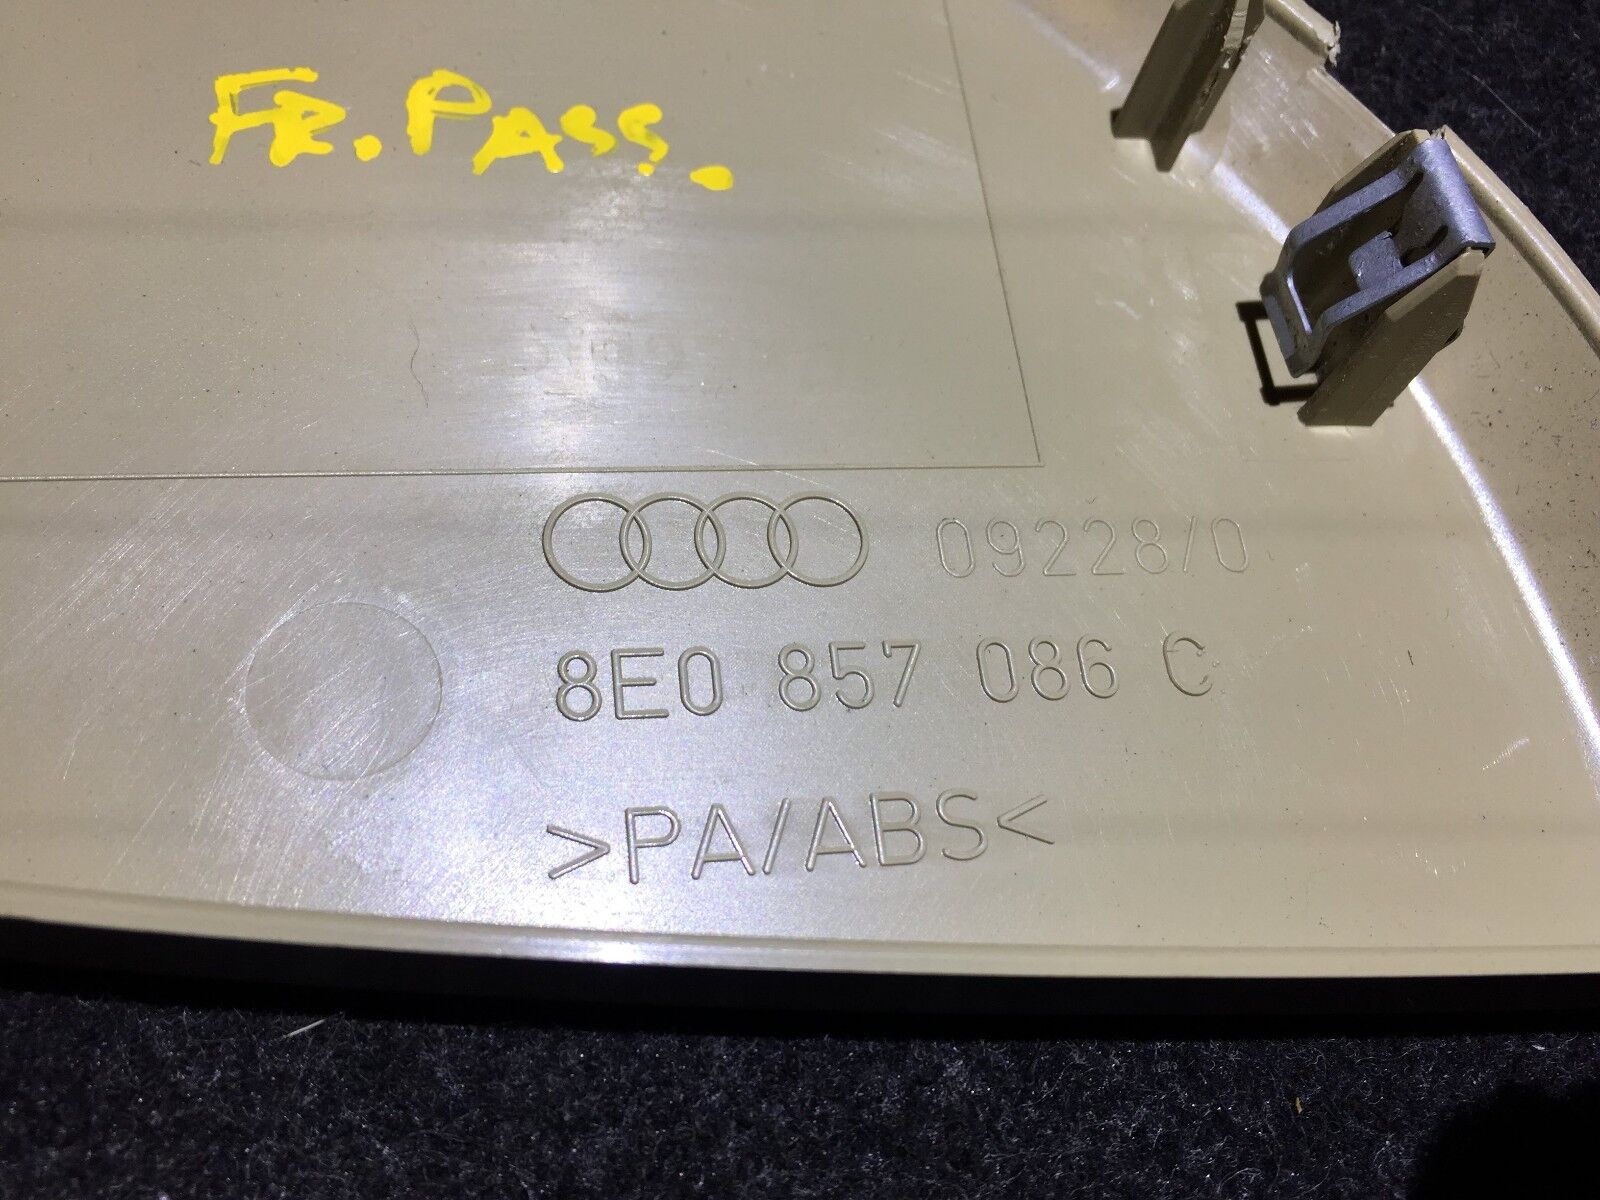 FR. PASS.
09228/0
8E0 857 086 C
>PA/ABS<